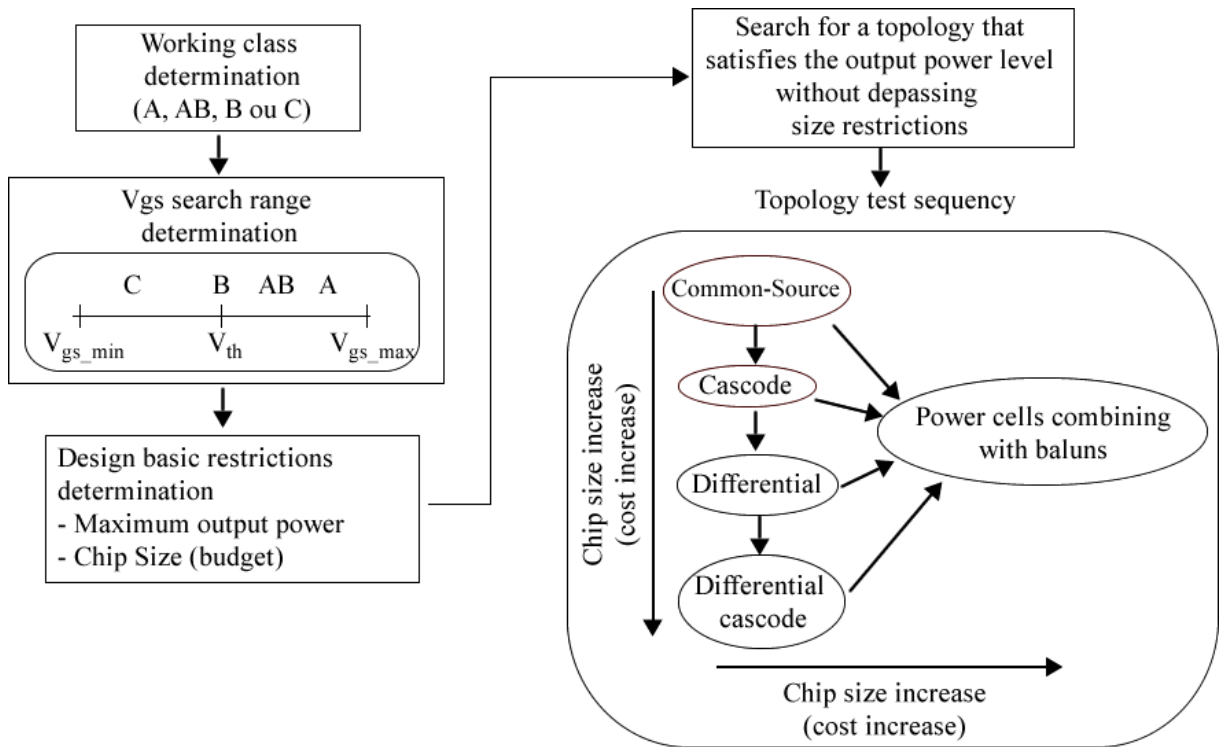 Working class
determination
(A, AB, B ou C)
Vgs search range
determination
C B AB A
V_gs_min V_th V_gs_max
Design basic restrictions
determination
- Maximum output power
- Chip Size (budget)
Search for a topology that
satisfies the output power level
without depassing
size restrictions
Topology test sequency
Common-Source
Cascode
Differential
Differential
cascode
Power cells combining
with baluns
Chip size increase
(cost increase)
Chip size increase
(cost increase)